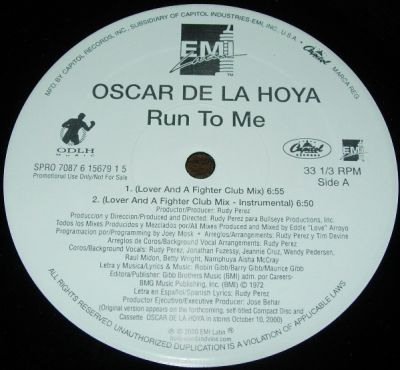 MFD BY CAPITOL RECORDS, INC., SUBSIDIARY OF CAPITOL INDUSTRIES-EMI, INC. U.S.A. • Capitol • MARCA REG.
EMI
Latin
TM
OSCAR DE LA HOYA
Run To Me
ODLH
MUSIC
Capitol
RECORDS
EMI
SPRO 7087 6 15679 1 5
Promotional Use Only/Not For Sale
33 1/3 RPM
Side A
1. (Lover And A Fighter Club Mix) 6:55
2. (Lover And A Fighter Club Mix - Instrumental) 6:50
Productor/Producer: Rudy Perez
Produccion y Direccion/Produced and Directed: Rudy Perez para Bullseye Productions, Inc.
Todos los Mixes Producidos y Mezclados por/All Mixes Produced and Mixed by Eddie "Love" Arroyo
Programacion/Programming by Joey Mosk • Arreglos/Arrangements: Rudy Perez y Tim Devine
Arreglos de Coros/Background Vocal Arrangements: Rudy Perez
Coros/Background Vocals: Rudy Perez, Jonathan Fuzessy, Jeannie Cruz, Wendy Pedersen,
Raul Midon, Betty Wright, Namphuya Aisha McCray
Letra y Musica/Lyrics & Music: Robin Gibb/Barry Gibb/Maurice Gibb
Editora/Publisher: Gibb Brothers Music (BMI) adm. por Careers-
BMG Music Publishing, Inc. (BMI) © 1972
Letra en Español/Spanish Lyrics: Rudy Perez
Productor Ejecutivo/Executive Producer: Jose Behar
(Original version appears on the forthcoming, self-titled Compact Disc and
Cassette OSCAR DE LA HOYA in stores October 10, 2000)
℗ © 2000 EMI Latin ®
ALL RIGHTS RESERVED. UNAUTHORIZED DUPLICATION IS A VIOLATION OF APPLICABLE LAWS